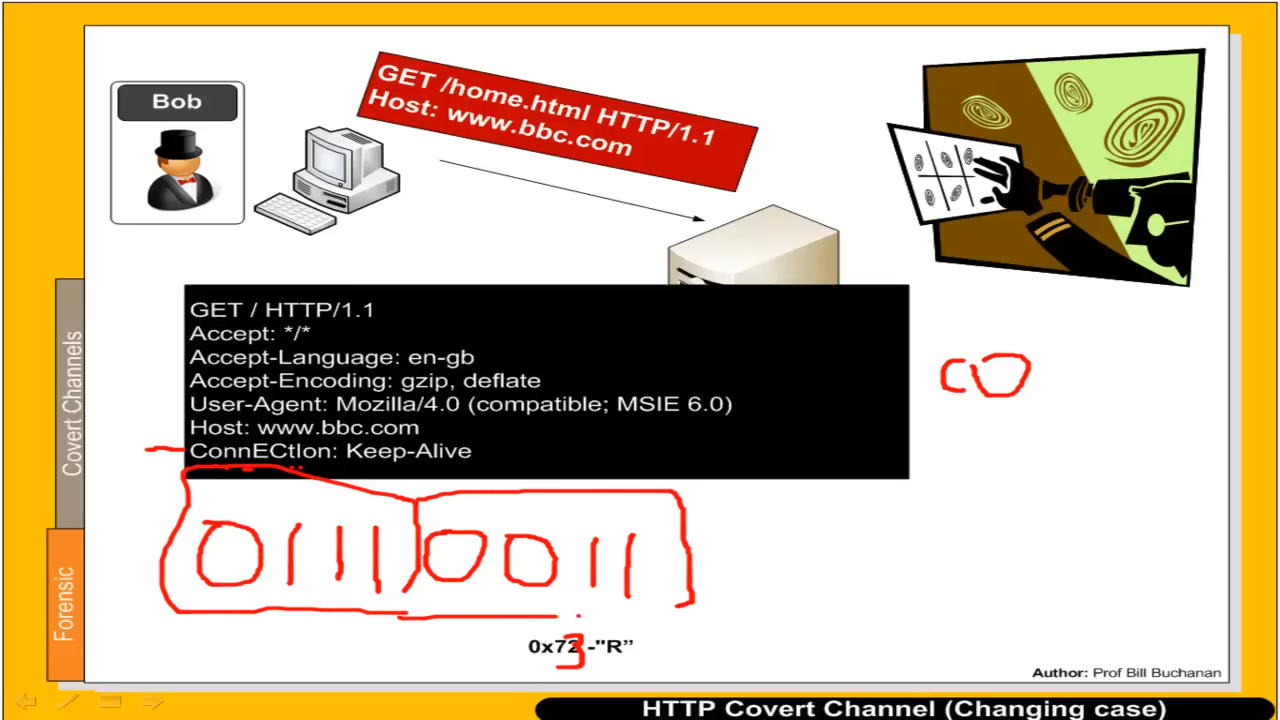 Bob
GET /home.html HTTP/1.1
Host: www.bbc.com
GET / HTTP/1.1
Accept: */*
Accept-Language: en-gb
Accept-Encoding: gzip, deflate
User-Agent: Mozilla/4.0 (compatible; MSIE 6.0)
Host: www.bbc.com
ConnECtIon: Keep-Alive
01110011
3
0x72 -"R”
Author: Prof Bill Buchanan
HTTP Covert Channel (Changing case)
Covert Channels
Forensic